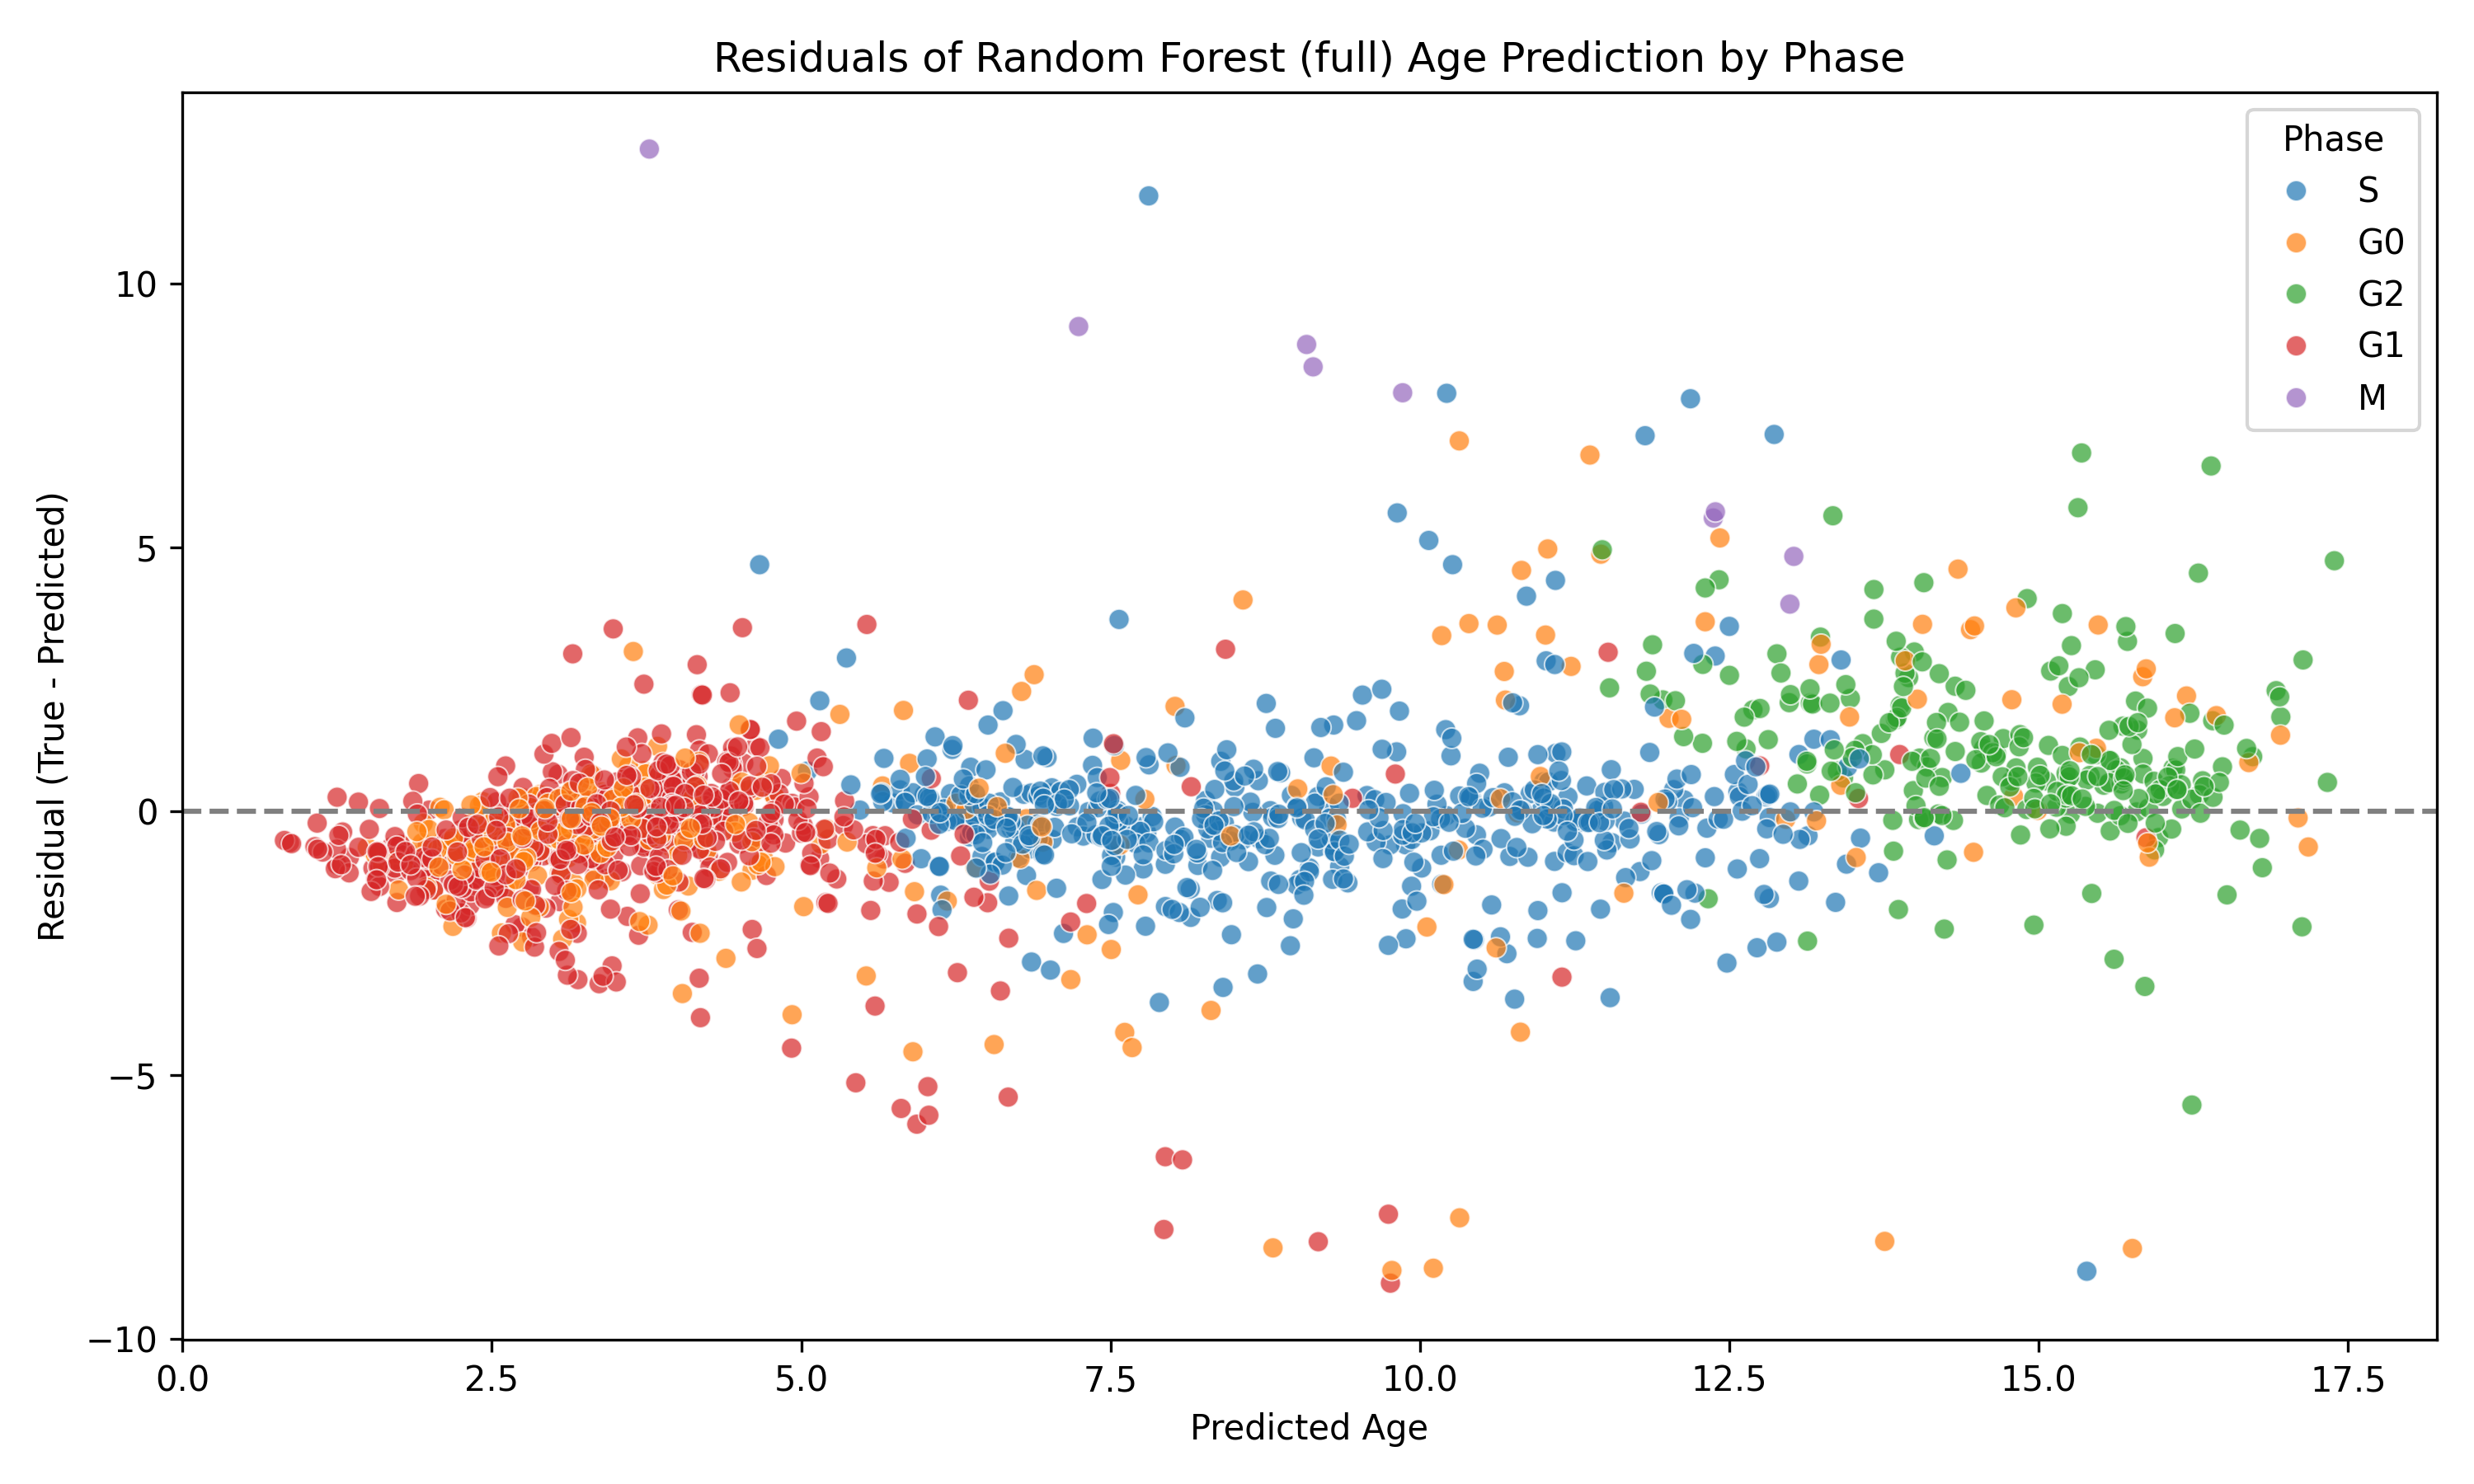 Residuals of Random Forest (full) Age Prediction by Phase
Residual (True - Predicted)
10
5
0
−5
−10
0.0 2.5 5.0 7.5 10.0 12.5 15.0 17.5
Predicted Age
Phase
S
G0
G2
G1
M